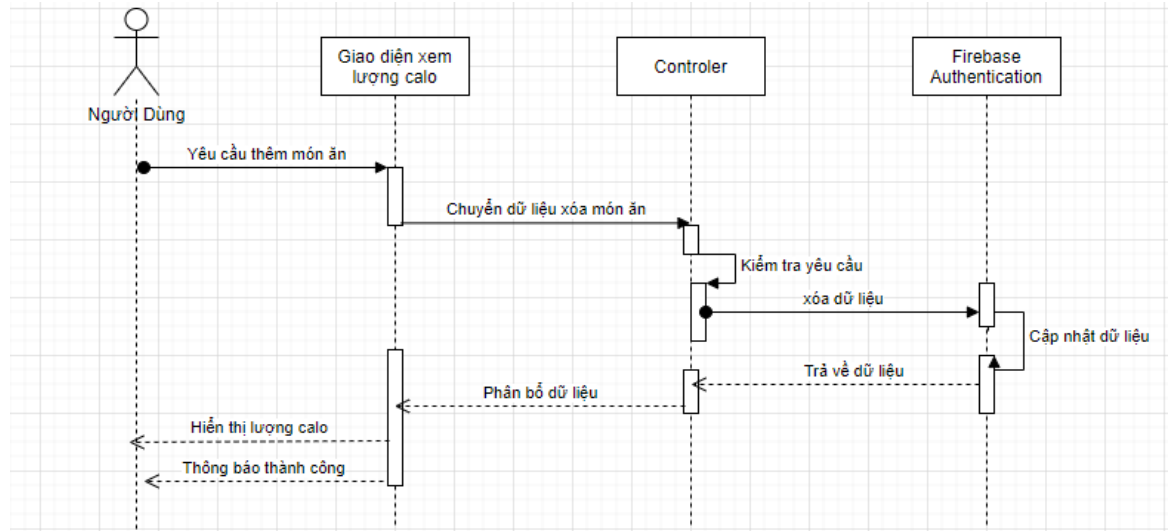 Giao diện xem
lượng calo
Controler
Firebase
Authentication
Người Dùng
Yêu cầu thêm món ăn
Chuyển dữ liệu xóa món ăn
Kiểm tra yêu cầu
xóa dữ liệu
Cập nhật dữ liệu
Trả về dữ liệu
Phân bổ dữ liệu
Hiển thị lượng calo
Thông báo thành công